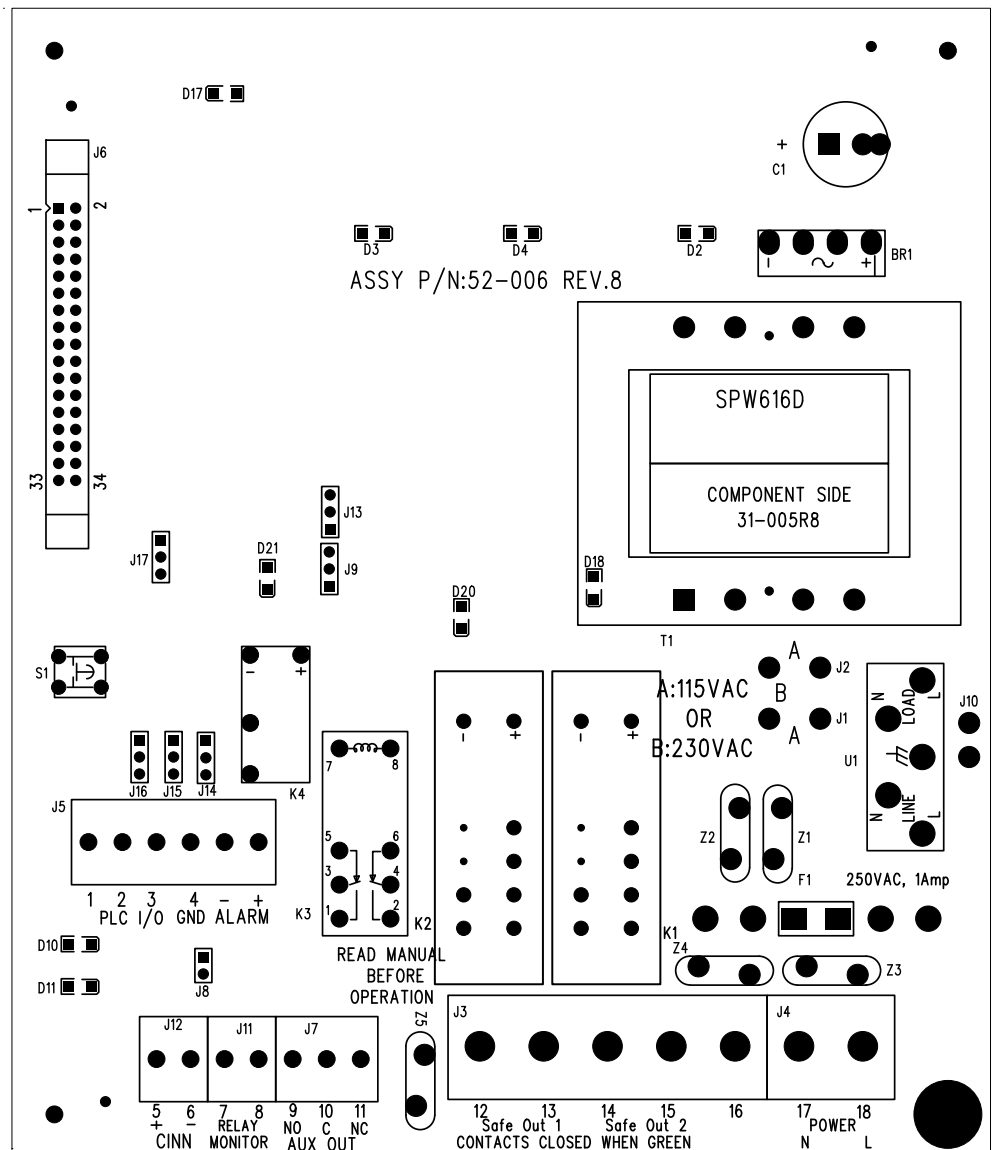 D17
J6
+
C1
1
2
D3
D4
D2
BR1
- +
ASSY P/N:52-006 REV.8
SPW616D
COMPONENT SIDE
31-005R8
33
34
J13
J17
D21
J9
D18
D20
T1
S1
- +
A
J2
A:115VAC
B
OR
J1
B:230VAC
A
N
LOAD
L
J10
U1
N
LINE
L
- +
- +
7 8
J16
J15
J14
K4
J5
5 6
3 4
1 2
K3
K2
Z2
Z1
F1
250VAC, 1Amp
1 2 3 4 - +
PLC I/O GND ALARM
K1
D10
J8
D11
READ MANUAL
BEFORE
OPERATION
Z4
Z3
Z5
J12
J11
J7
J3
J4
5 6 7 8 9 10 11 12 13 14 15 16 17 18
+ - RELAY NO C NC Safe Out 1 Safe Out 2 POWER
CINN MONITOR AUX OUT CONTACTS CLOSED WHEN GREEN N L